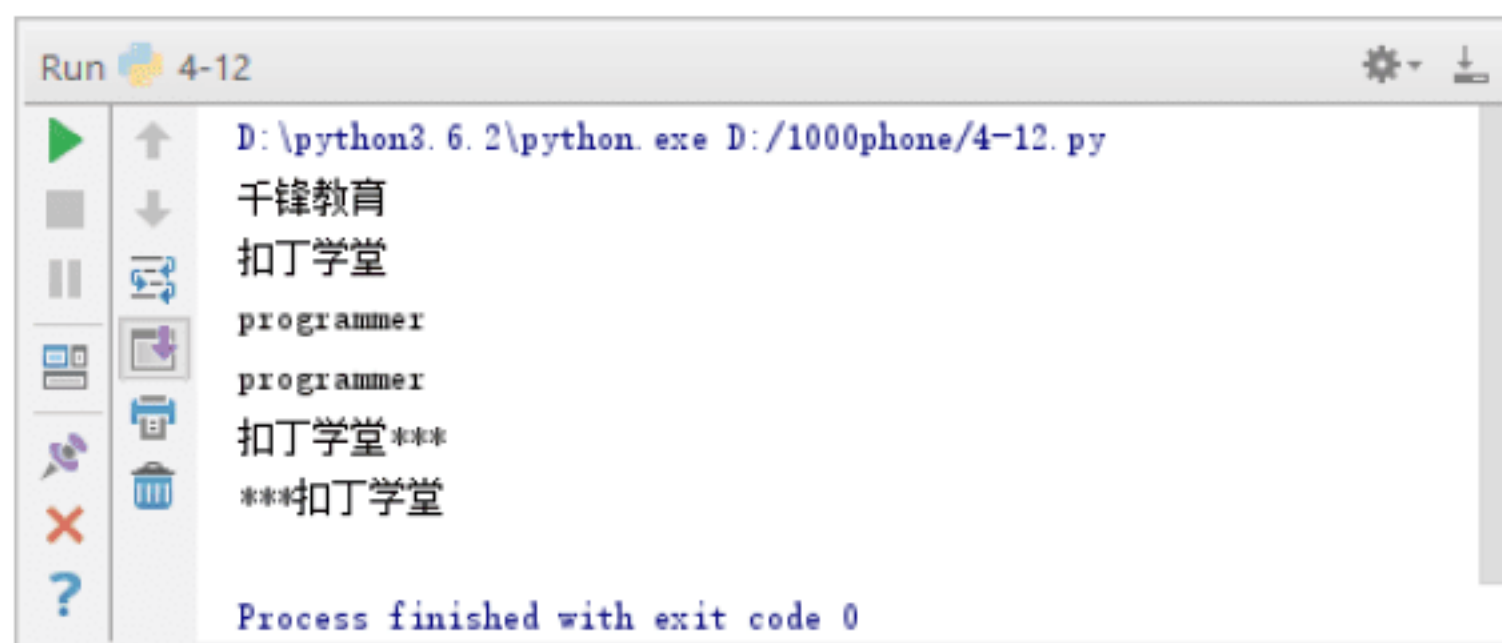 Run 4-12
D:\python3.6.2\python.exe D:/1000phone/4-12.py
千锋教育
扣丁学堂
programmer
programmer
扣丁学堂***
***扣丁学堂
Process finished with exit code 0